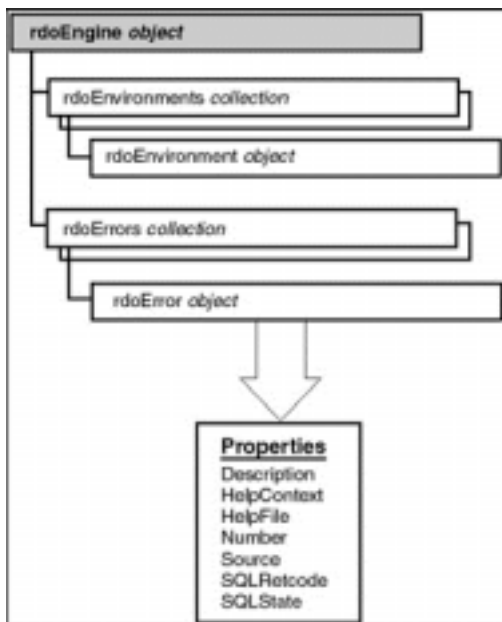 rdoEngine object
rdoEnvironments collection
rdoEnvironment object
rdoErrors collection
rdoError object
Properties
Description
HelpContext
HelpFile
Number
Source
SQLRetcode
SQLState